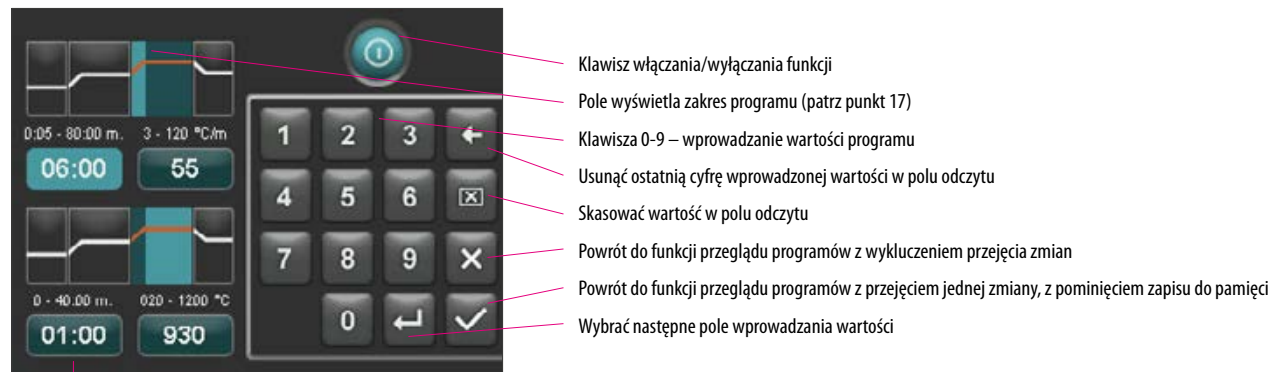 0:05 - 80:00 m. 3 - 120 °C/m
06:00 55
0 - 40.00 m. 020 - 1200 °C
01:00 930
1 2 3
4 5 6
7 8 9
0
Klawisz włączania/wyłączania funkcji
Pole wyświetla zakres programu (patrz punkt 17)
Klawisza 0-9 – wprowadzanie wartości programu
Usunąć ostatnią cyfrę wprowadzonej wartości w polu odczytu
Skasować wartość w polu odczytu
Powrót do funkcji przeglądu programów z wykluczeniem przejęcia zmian
Powrót do funkcji przeglądu programów z przejęciem jednej zmiany, z pominięciem zapisu do pamięci
Wybrać następne pole wprowadzania wartości